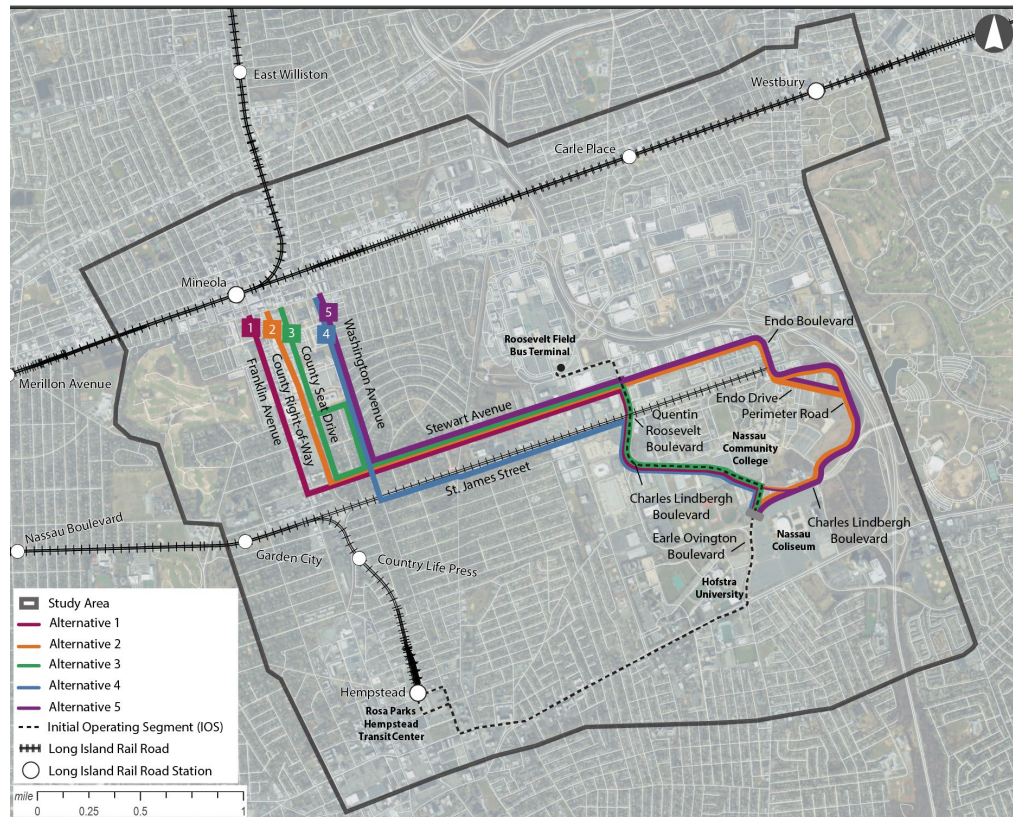 East Williston
Westbury
Carle Place
Mineola
1
2
3
5
4
Merillon Avenue
Franklin Avenue
County Right-of-Way
County Seat Drive
Washington Avenue
Roosevelt Field
Bus Terminal
Endo Boulevard
Endo Drive
Perimeter Road
Stewart Avenue
Quentin
Roosevelt
Boulevard
Nassau
Community
College
St. James Street
Charles Lindbergh
Boulevard
Charles Lindbergh
Boulevard
Earle Ovington
Boulevard
Nassau
Coliseum
Nassau Boulevard
Garden City
Country Life Press
Hofstra
University
Hempstead
Rosa Parks
Hempstead
Transit Center
Study Area
Alternative 1
Alternative 2
Alternative 3
Alternative 4
Alternative 5
Initial Operating Segment (IOS)
Long Island Rail Road
Long Island Rail Road Station
mile
0 0.25 0.5 1